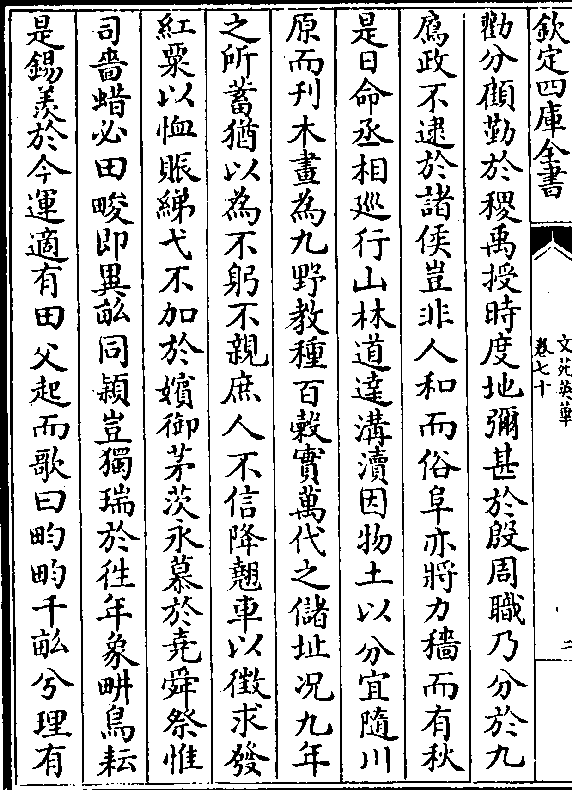 欽定四庫全書
文苑英華
卷七十
二
勸分頋勤於稷禹授時度地彌甚於殷周職乃分於九
扈政不逮於諸侯豈非人和而俗阜亦將力穡而有秋
是日命丞相廵行山林道達溝瀆因物土以分宜隨川
原而刋木畫為九野教種百穀實萬代之儲址况九年
之所蓄猶以為不躬不親庶人不信降翹車以徵求發
紅粟以恤賑綈弋不加於嬪御茅茨永慕於堯舜祭惟
司嗇蜡必田畯即異畝同穎豈獨瑞於往年象畊鳥耘
是錫羨於今運適有田父起而歌曰畇畇千畝兮理有